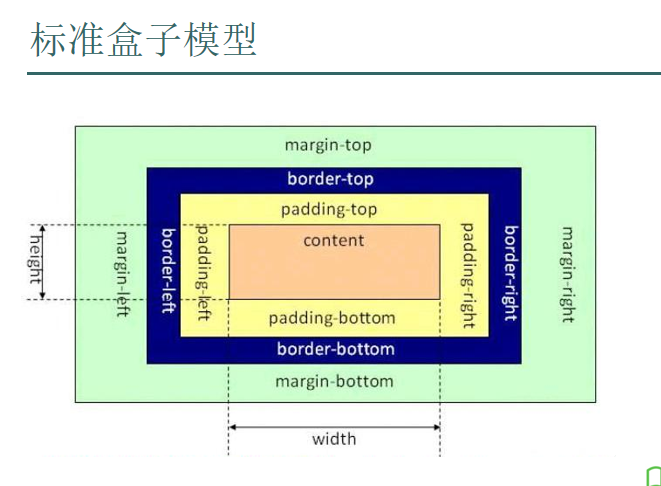 标准盒子模型
margin-top
border-top
padding-top
content
height
margin-left
border-left
padding-left
padding-right
border-right
margin-right
padding-bottom
border-bottom
margin-bottom
width